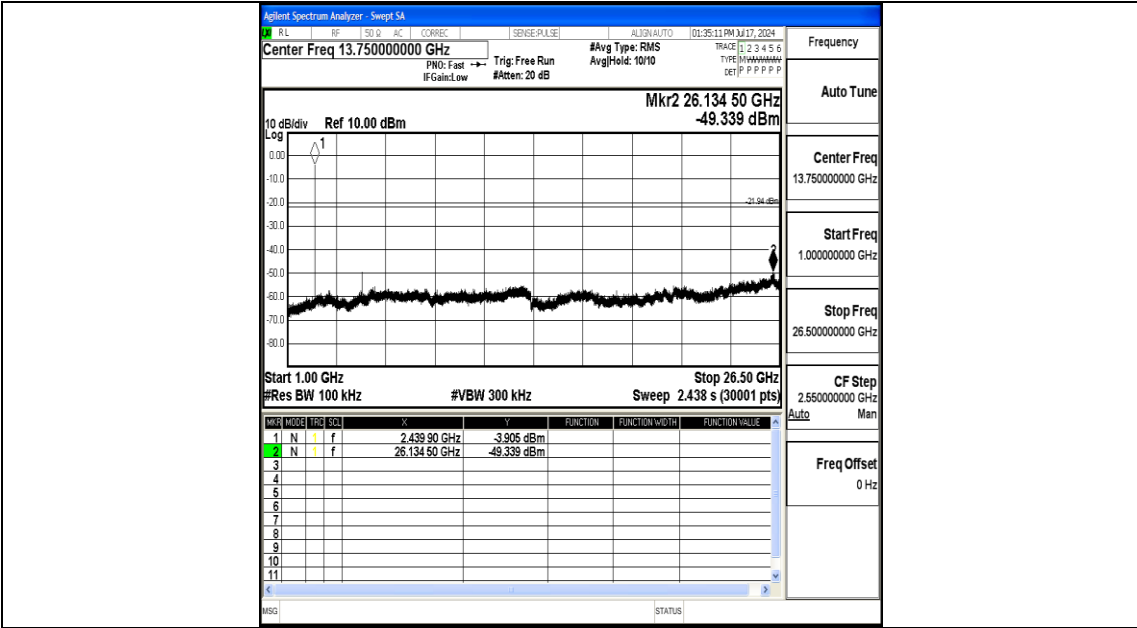 Agilent Spectrum Analyzer - Swept SA
RL RF 50 Ω AC CORREC SENSE:PULSE ALIGN AUTO 01:35:11 PM Jul 17, 2024
Center Freq 13.750000000 GHz
PNO: Fast
IFGain:Low
Trig: Free Run
#Atten: 20 dB
#Avg Type: RMS
Avg|Hold: 10/10
TRACE 1 2 3 4 5 6
TYPE
DET P P P P P P
Mkr2 26.134 50 GHz
-49.339 dBm
10 dB/div Ref 10.00 dBm
Log
1
0.00
-10.0
-20.0
-21.94 dBm
-30.0
-40.0
2
-50.0
-60.0
-70.0
-80.0
Start 1.00 GHz Stop 26.50 GHz
#Res BW 100 kHz #VBW 300 kHz Sweep 2.438 s (30001 pts)
MKR MODE TRC SCL X Y FUNCTION FUNCTION WIDTH FUNCTION VALUE
1 N 1 f 2.439 90 GHz -3.905 dBm
2 N 1 f 26.134 50 GHz -49.339 dBm
3
4
5
6
7
8
9
10
11
MSG STATUS
Frequency
Auto Tune
Center Freq
13.750000000 GHz
Start Freq
1.000000000 GHz
Stop Freq
26.500000000 GHz
CF Step
2.550000000 GHz
Auto Man
Freq Offset
0 Hz